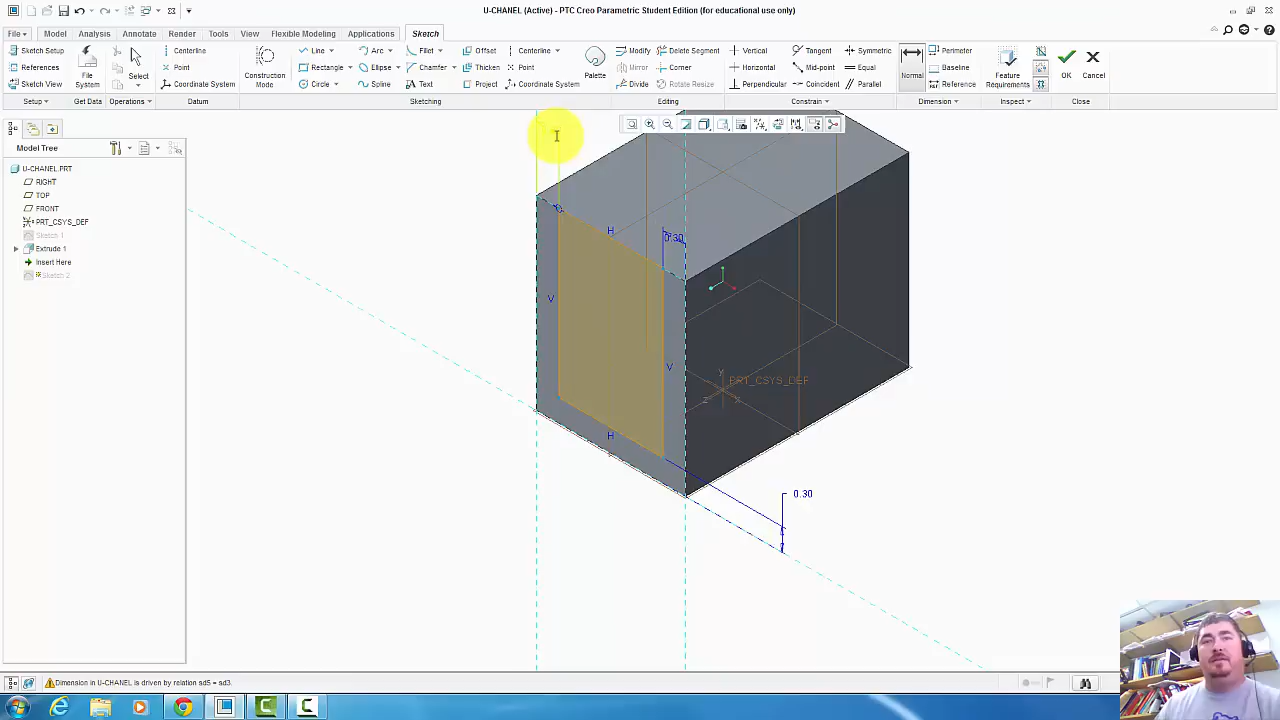 U-CHANEL (Active) - PTC Creo Parametric Student Edition (for educational use only)
File Model Analysis Annotate Render Tools View Flexible Modeling Applications Sketch
Sketch Setup
References
Sketch View
Setup
File System
Get Data
Select
Operations
Centerline
Point
Coordinate System
Datum
Construction Mode
Line Arc Fillet Offset Centerline
Rectangle Ellipse Chamfer Thicken Point
Circle Spline Text Project Coordinate System
Palette
Sketching
Modify Delete Segment
Mirror Corner
Divide Rotate Resize
Editing
Vertical Tangent Symmetric
Horizontal Mid-point Equal
Perpendicular Coincident Parallel
Constrain
Normal
Perimeter
Baseline
Reference
Dimension
Feature Requirements
Inspect
OK
Cancel
Close
Model Tree
U-CHANEL.PRT
RIGHT
TOP
FRONT
PRT_CSYS_DEF
Sketch 1
Extrude 1
Insert Here
Sketch 2
H
0.30
V
V
H
Y
PRT_CSYS_DEF
Z X
0.30
Dimension in U-CHANEL is driven by relation sd5 = sd3.